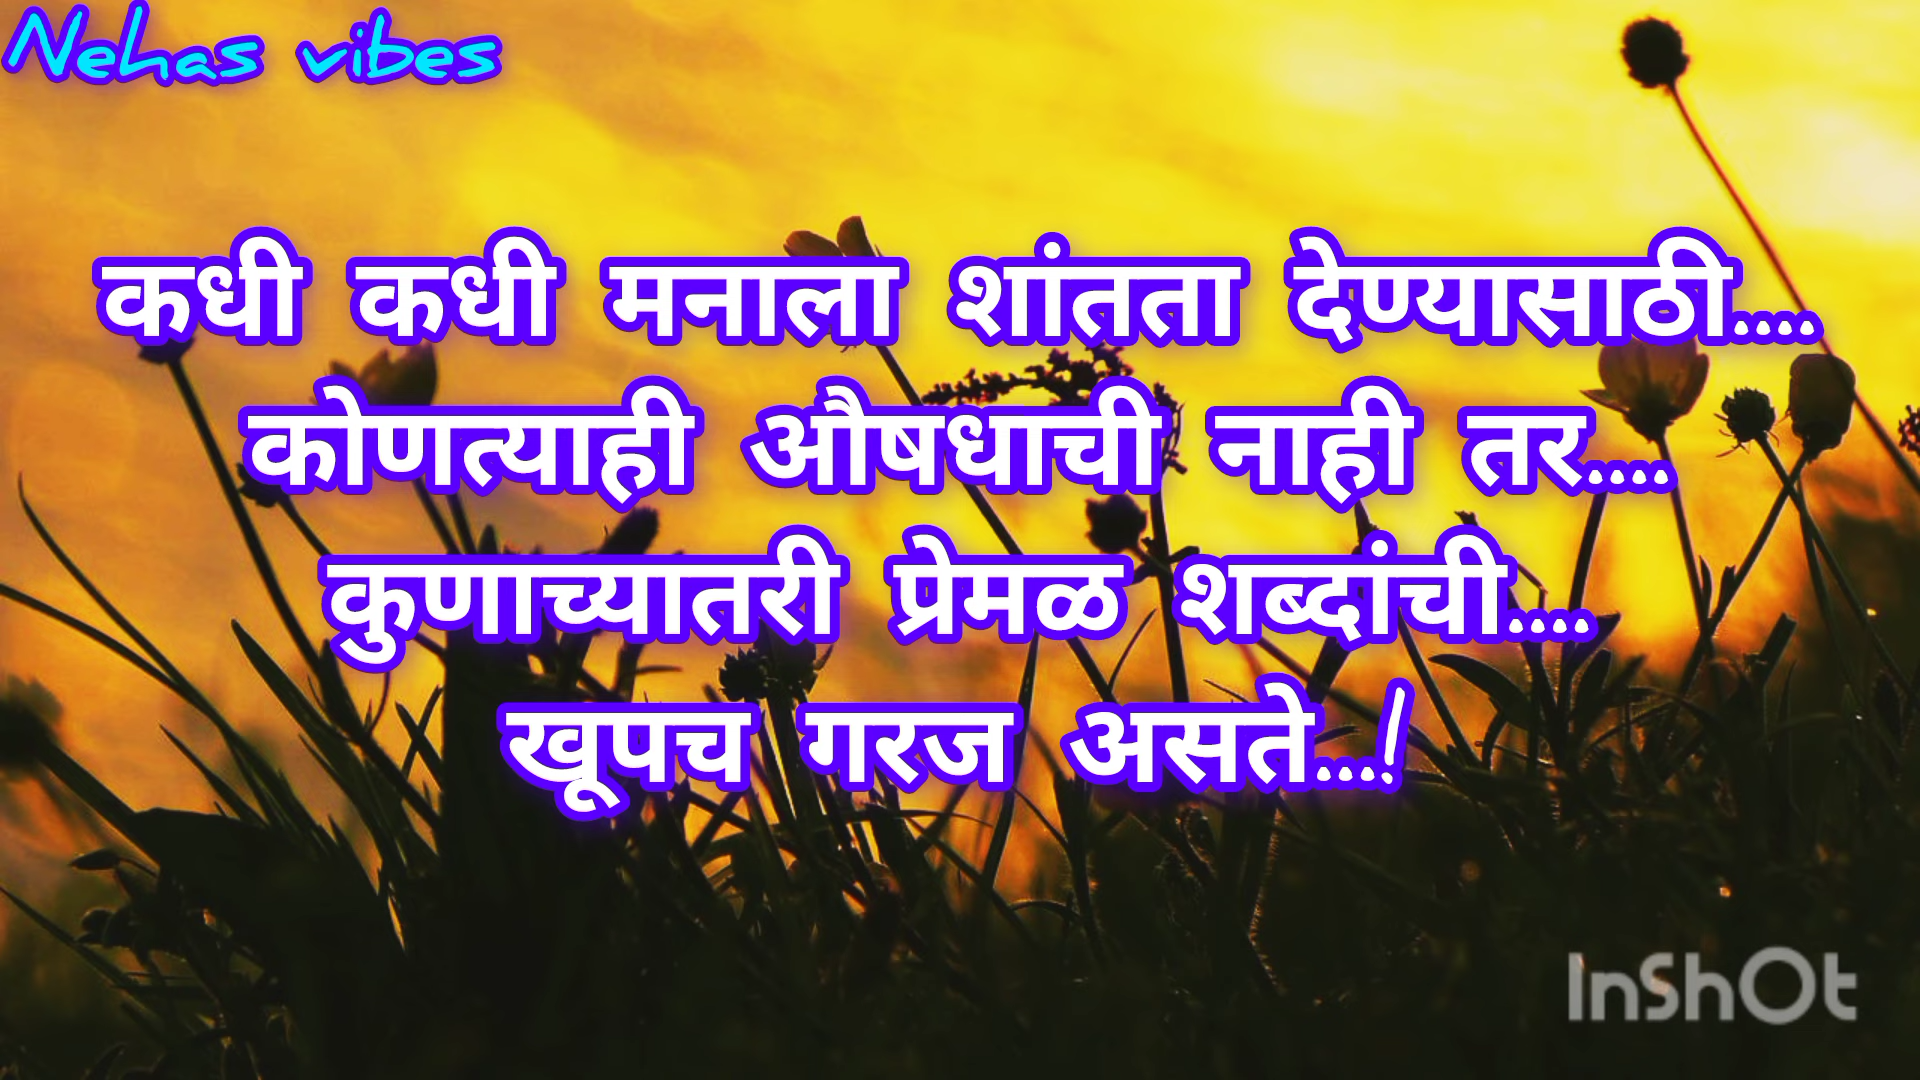 Nehas vibes
कधी कधी मनाला शांतता देण्यासाठी....
कोणत्याही औषधाची नाही तर....
कुणाच्यातरी प्रेमळ शब्दांची....
खूपच गरज असते...!
InShOt